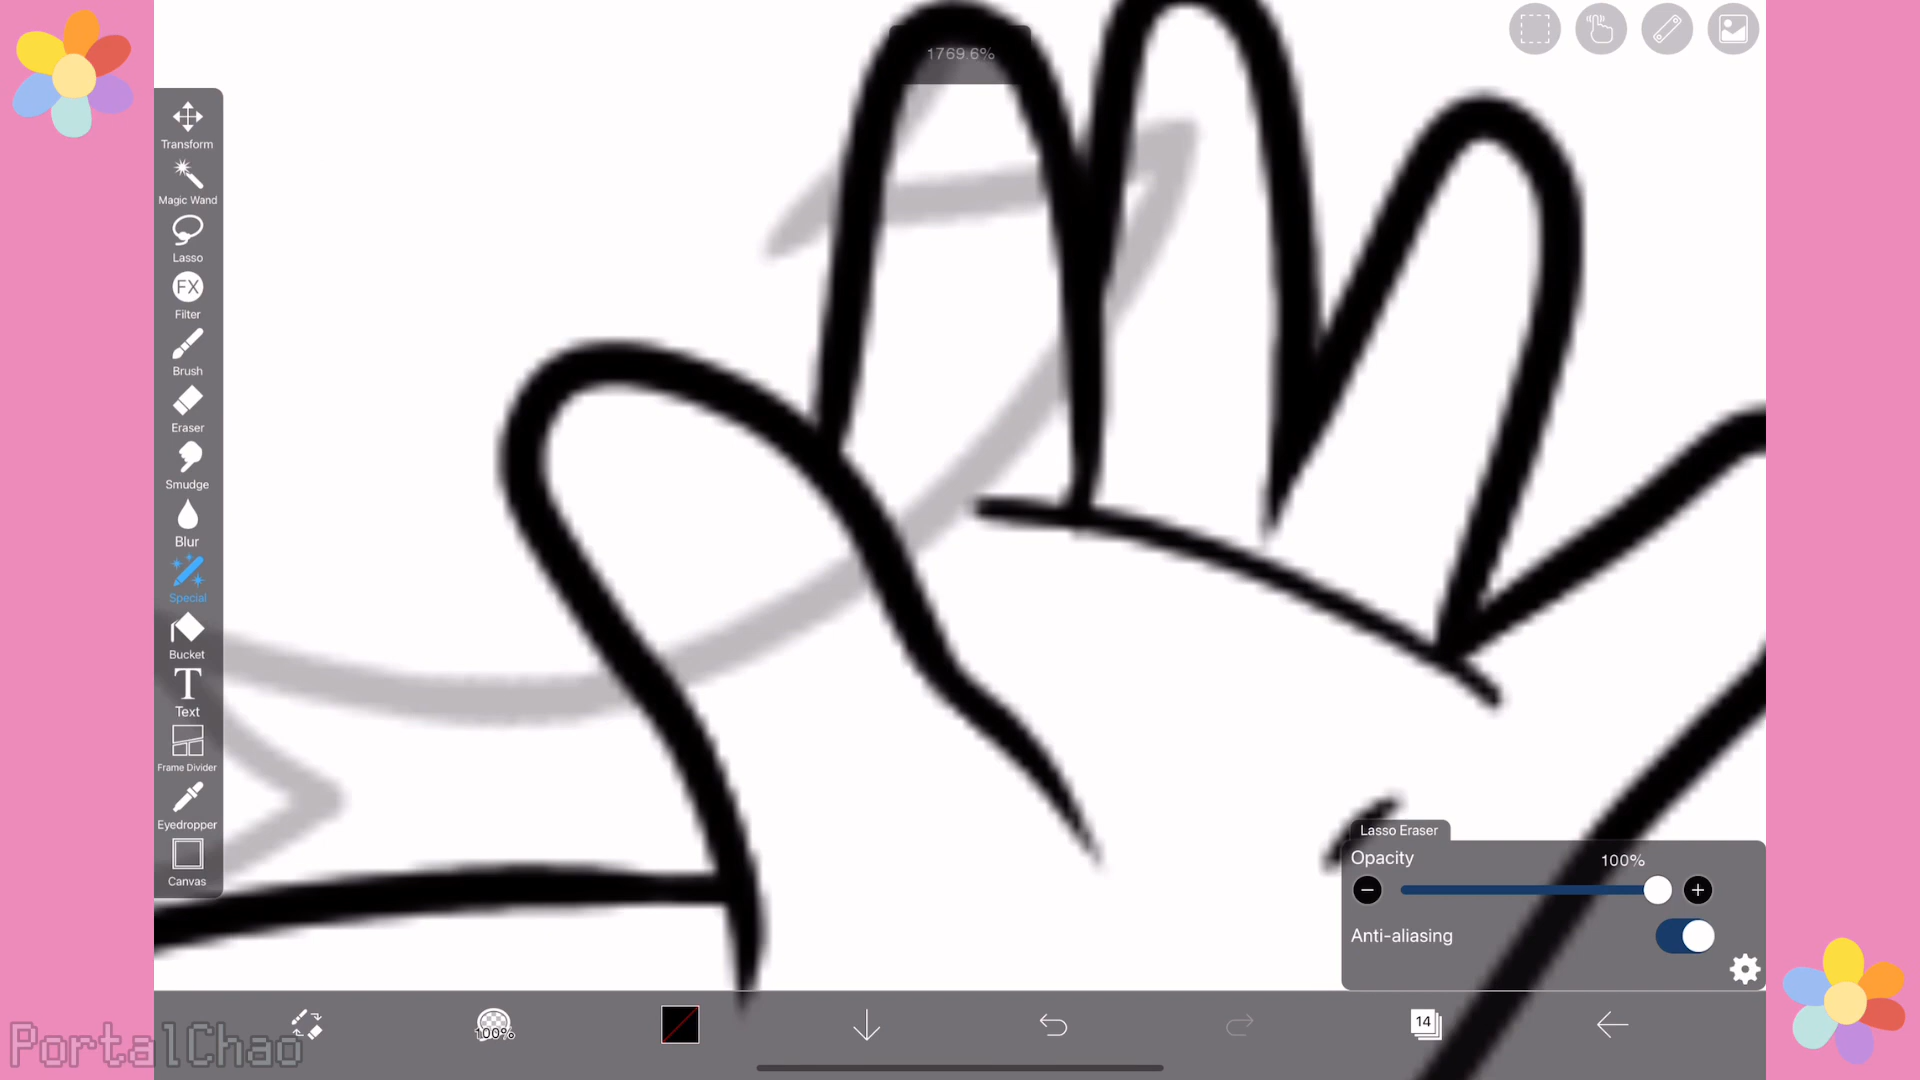 1769.6%
Transform
Magic Wand
Lasso
FX
Filter
Brush
Eraser
Smudge
Blur
Special
Bucket
T
Text
Frame Divider
Eyedropper
Canvas
Lasso Eraser
Opacity 100%
Anti-aliasing
100%
14
PortalChao